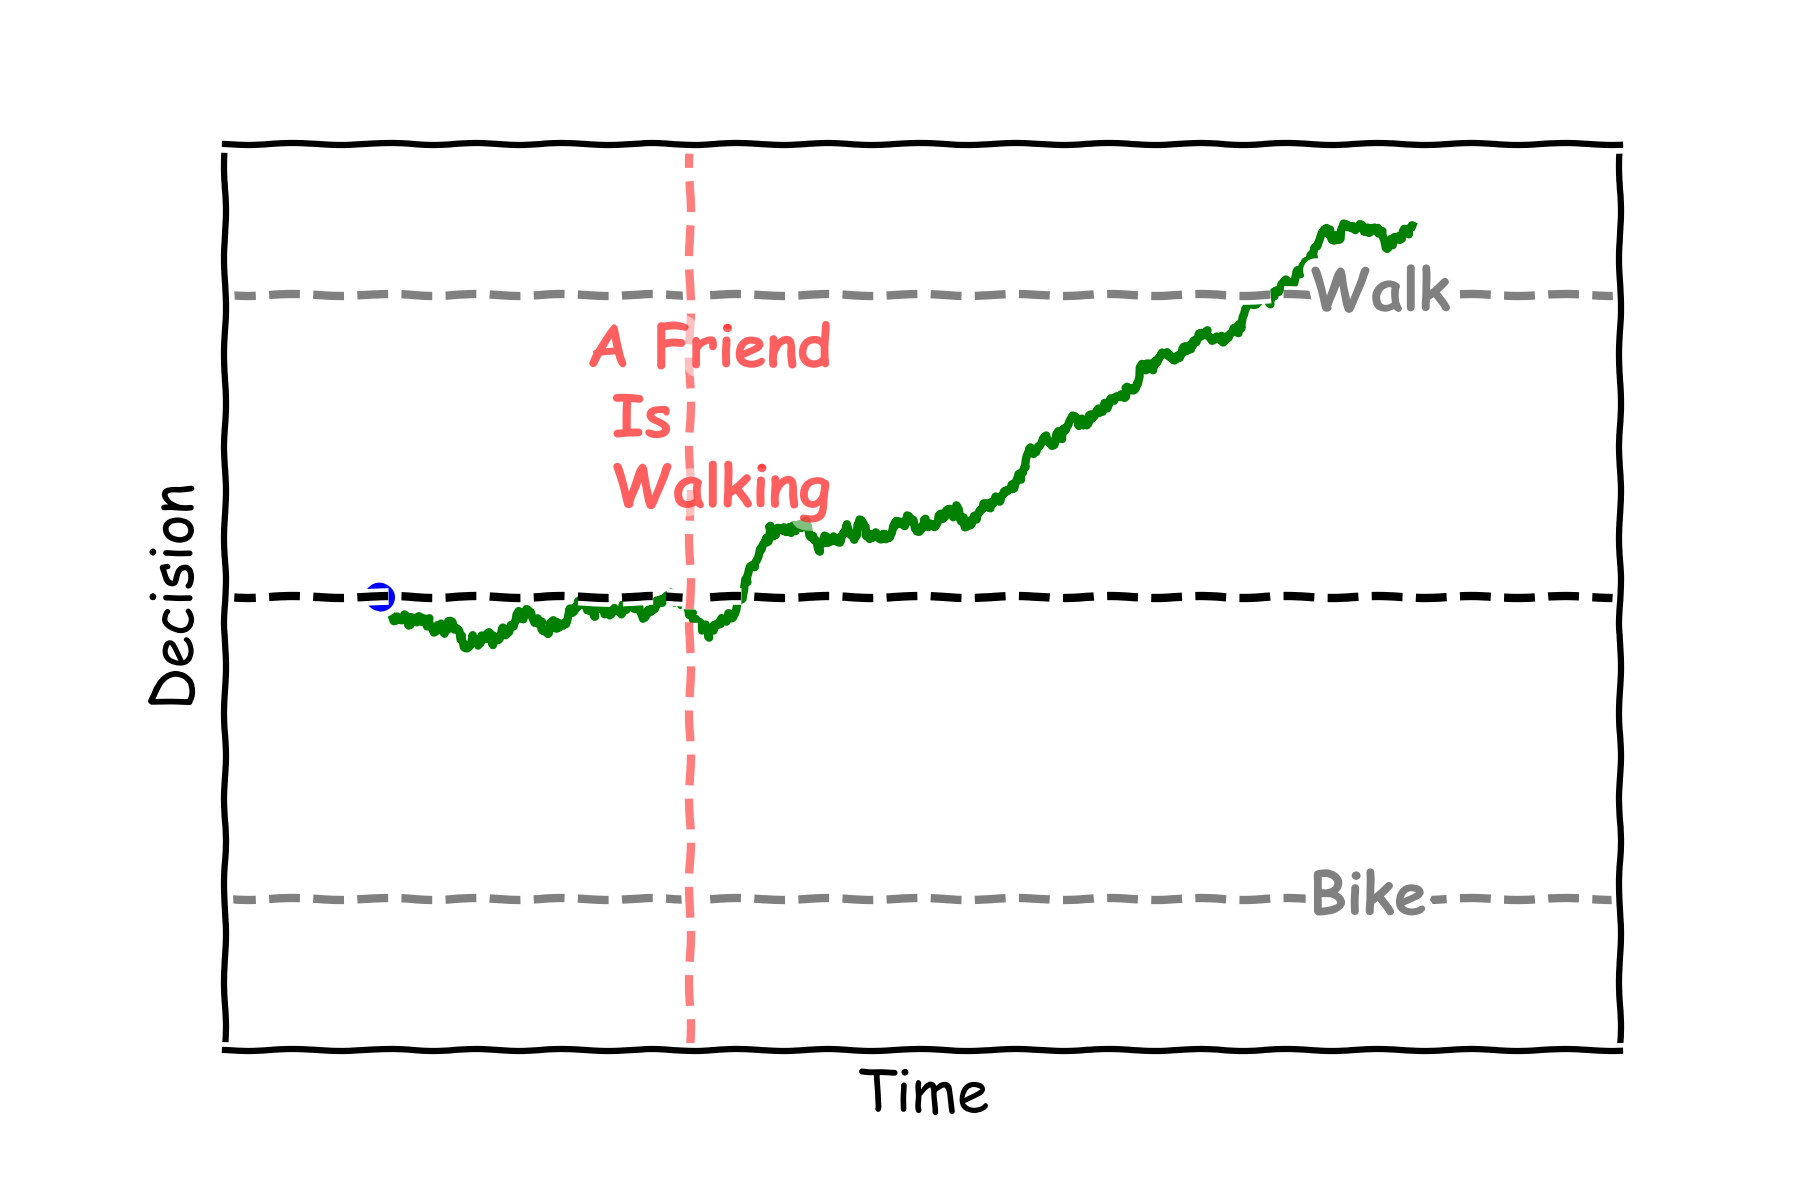 A Friend
Is
Walking
Walk
Bike
Decision
Time